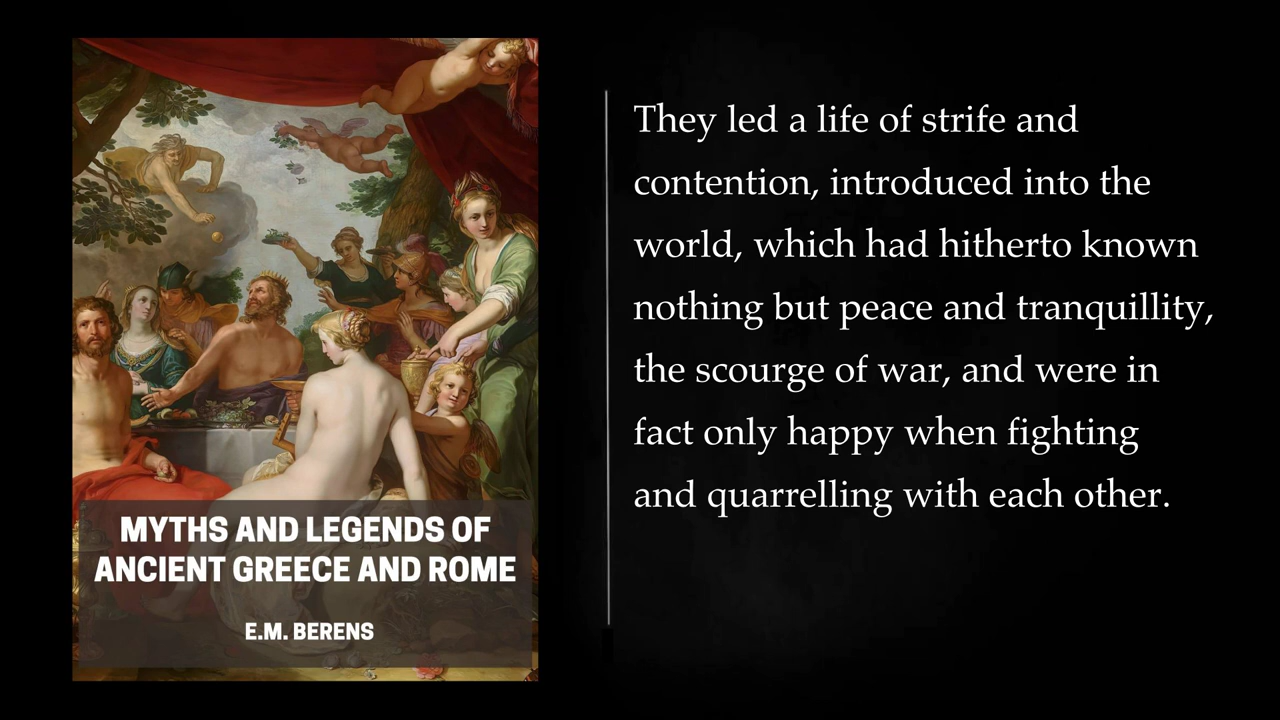 MYTHS AND LEGENDS OF
ANCIENT GREECE AND ROME
E.M. BERENS
They led a life of strife and
contention, introduced into the
world, which had hitherto known
nothing but peace and tranquillity,
the scourge of war, and were in
fact only happy when fighting
and quarrelling with each other.